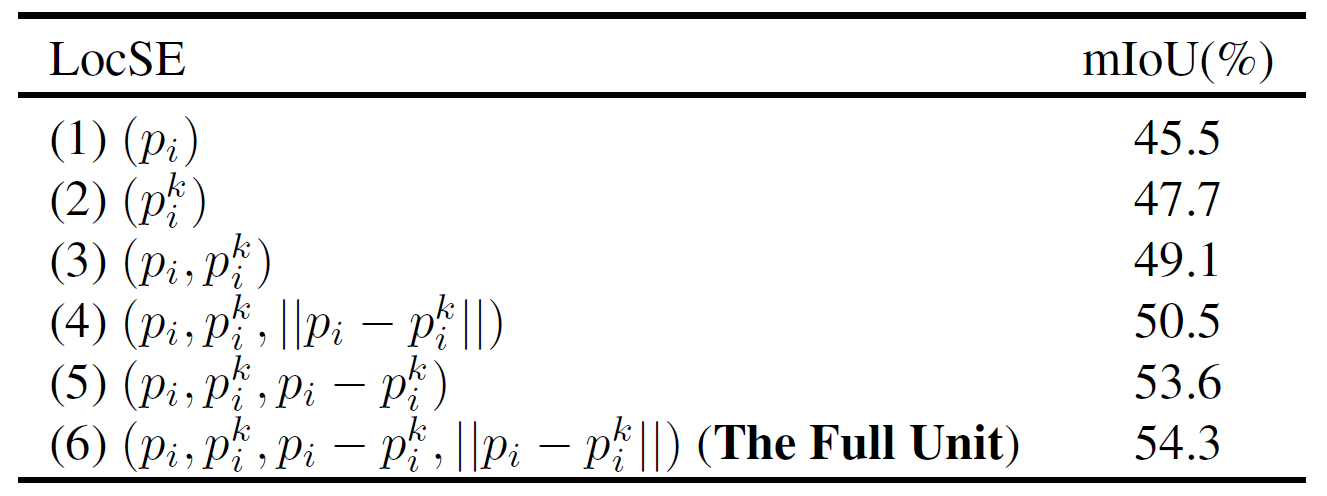 LocSE mIoU(%)
(1) $(p_i)$ 45.5
(2) $(p_i^k)$ 47.7
(3) $(p_i, p_i^k)$ 49.1
(4) $(p_i, p_i^k, ||p_i - p_i^k||)$ 50.5
(5) $(p_i, p_i^k, p_i - p_i^k)$ 53.6
(6) $(p_i, p_i^k, p_i - p_i^k, ||p_i - p_i^k||)$ (The Full Unit) 54.3